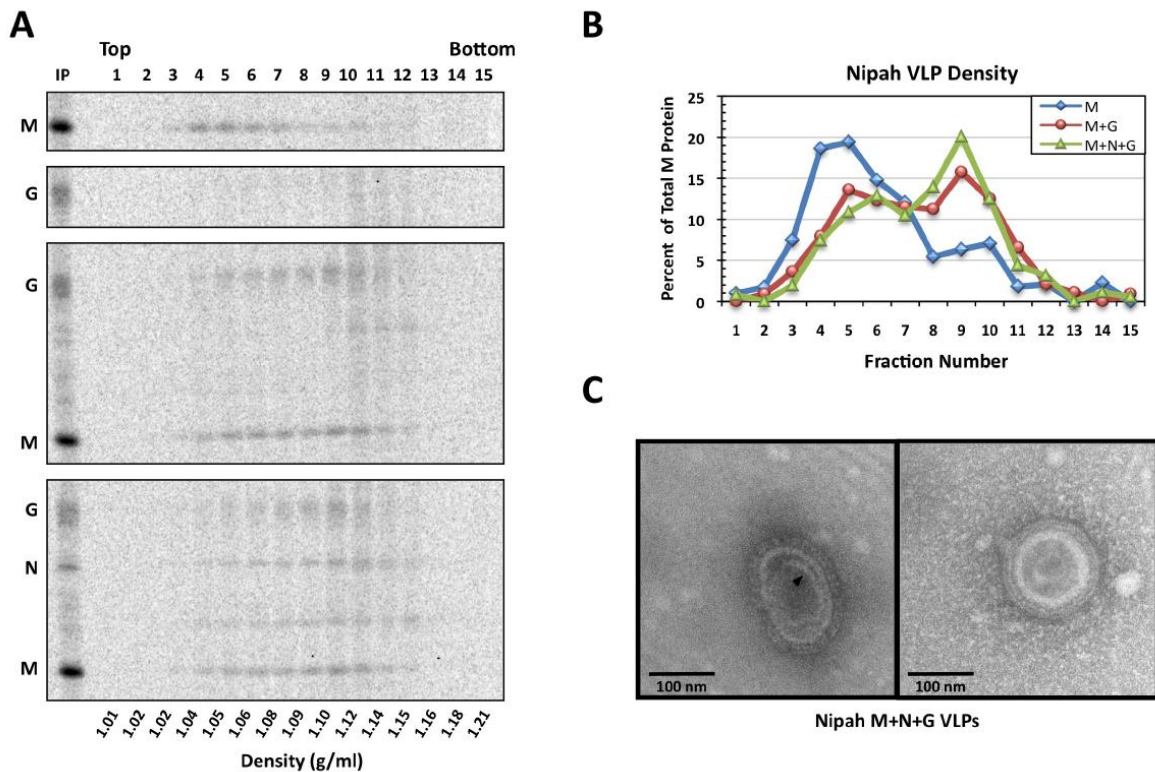 A
Top Bottom
IP 1 2 3 4 5 6 7 8 9 10 11 12 13 14 15
M
G
G
M
G
N
M
1.01 1.02 1.02 1.04 1.05 1.06 1.08 1.09 1.10 1.12 1.14 1.15 1.16 1.18 1.21
Density (g/ml)
B
Nipah VLP Density
25
20
15
10
5
0
Percent of Total M Protein
M
M+G
M+N+G
1 2 3 4 5 6 7 8 9 10 11 12 13 14 15
Fraction Number
C
100 nm 100 nm
Nipah M+N+G VLPs